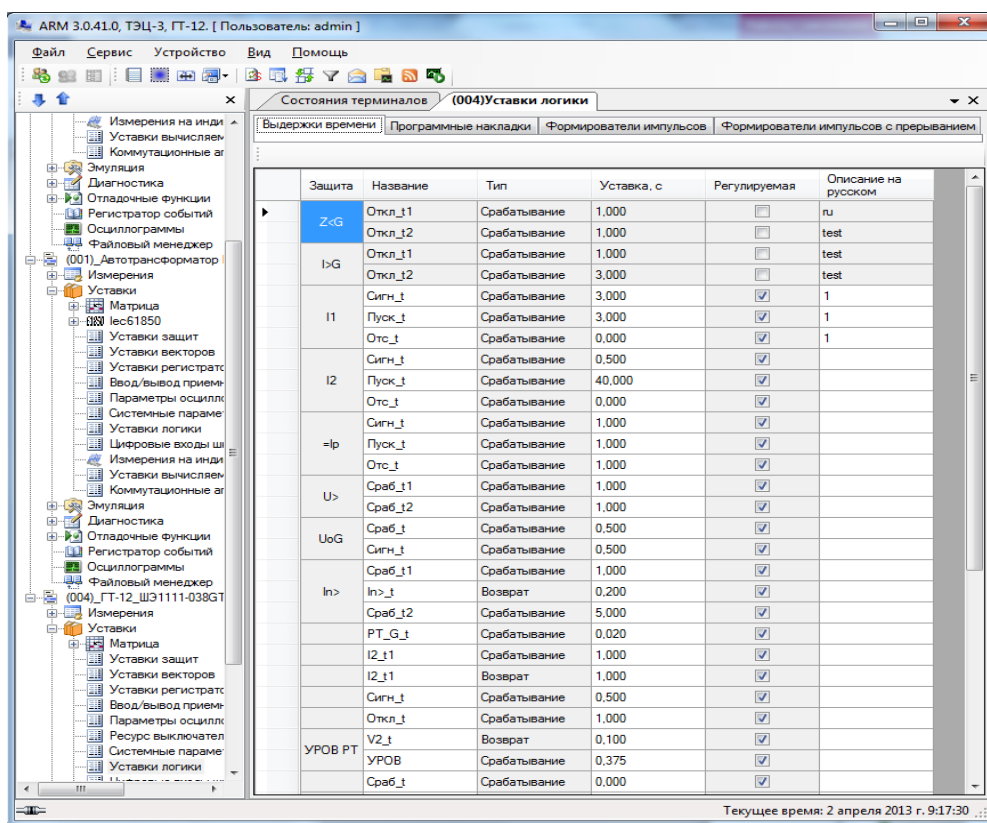 ARM 3.0.41.0, ТЭЦ-3, ГТ-12. [ Пользователь: admin ]
Файл Сервис Устройство Вид Помощь
Состояния терминалов (004)Уставки логики
Выдержки времени Программные накладки Формирователи импульсов Формирователи импульсов с прерыванием
Измерения на инди
Уставки вычисляем
Коммутационные ап
Эмуляция
Диагностика
Отладочные функции
Регистратор событий
Осциллограммы
Файловый менеджер
(001)_Автотрансформатор
Измерения
Уставки
Матрица
Iec61850
Уставки защит
Уставки векторов
Уставки регистратс
Ввод/вывод приемн
Параметры осцилло
Системные параме
Уставки логики
Цифровые входы ш
Измерения на инди
Уставки вычисляем
Коммутационные ап
Эмуляция
Диагностика
Отладочные функции
Регистратор событий
Осциллограммы
Файловый менеджер
(004)_ГТ-12_ШЭ1111-038GT
Измерения
Уставки
Матрица
Уставки защит
Уставки векторов
Уставки регистратс
Ввод/вывод приемн
Параметры осцилло
Ресурс выключател
Системные параме
Уставки логики
Защита Название Тип Уставка, с Регулируемая Описание на русском
Z<G Откл_t1 Срабатывание 1,000 ru
Откл_t2 Срабатывание 1,000 test
I>G Откл_t1 Срабатывание 1,000 test
Откл_t2 Срабатывание 3,000 test
I1 Сигн_t Срабатывание 3,000 1
Пуск_t Срабатывание 3,000 1
Отс_t Срабатывание 0,000 1
I2 Сигн_t Срабатывание 0,500
Пуск_t Срабатывание 40,000
Отс_t Срабатывание 0,000
=Ip Сигн_t Срабатывание 1,000
Пуск_t Срабатывание 1,000
Отс_t Срабатывание 1,000
U> Сраб_t1 Срабатывание 1,000
Сраб_t2 Срабатывание 1,000
UoG Сраб_t Срабатывание 0,500
Сигн_t Срабатывание 0,500
In> Сраб_t1 Срабатывание 1,000
In>_t Возврат 0,200
Сраб_t2 Срабатывание 5,000
PT_G_t Срабатывание 0,020
I2_t1 Срабатывание 1,000
I2_t1 Возврат 1,000
Сигн_t Срабатывание 0,500
Откл_t Срабатывание 1,000
УРОВ РТ V2_t Возврат 0,100
УРОВ Срабатывание 0,375
Сраб_t Срабатывание 0,000
Текущее время: 2 апреля 2013 г. 9:17:30